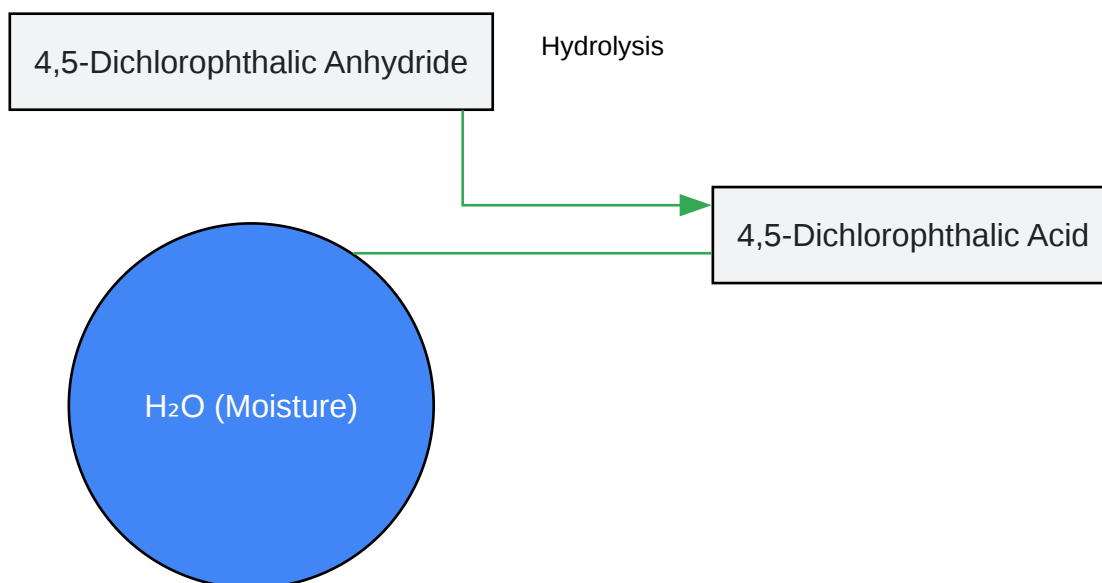 4,5-Dichlorophthalic Anhydride
Hydrolysis
4,5-Dichlorophthalic Acid
H₂O (Moisture)